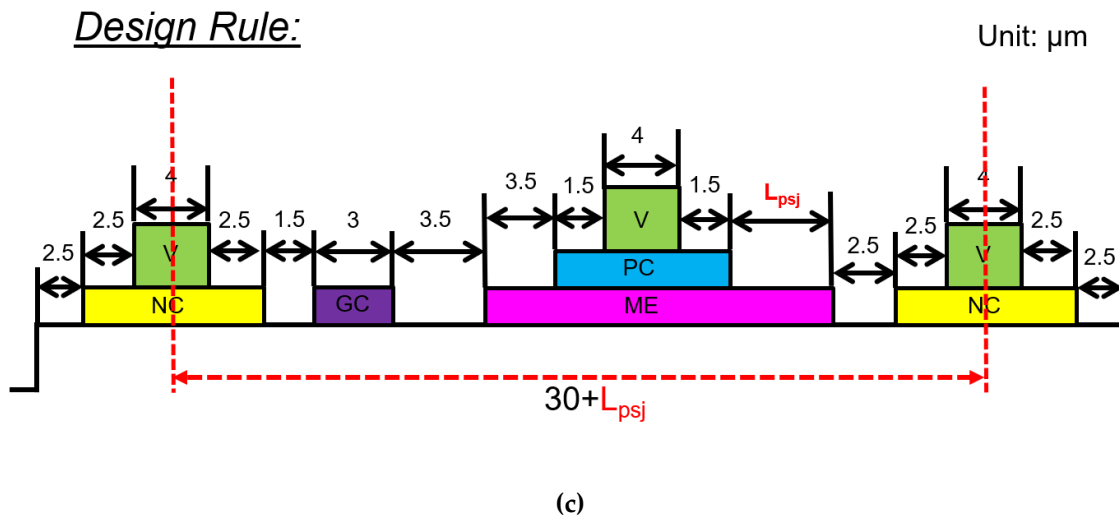 Design Rule:
Unit: µm
4
3.5 1.5 1.5 L_psj
4 4
2.5 2.5 1.5 3 3.5 2.5 2.5
2.5 2.5 2.5
V V V
PC
NC GC ME NC
30+L_psj
(c)